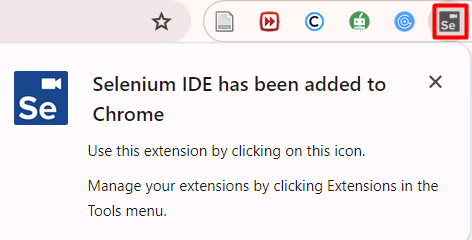 Se
Se
Selenium IDE has been added to
Chrome
Use this extension by clicking on this icon.
Manage your extensions by clicking Extensions in the
Tools menu.